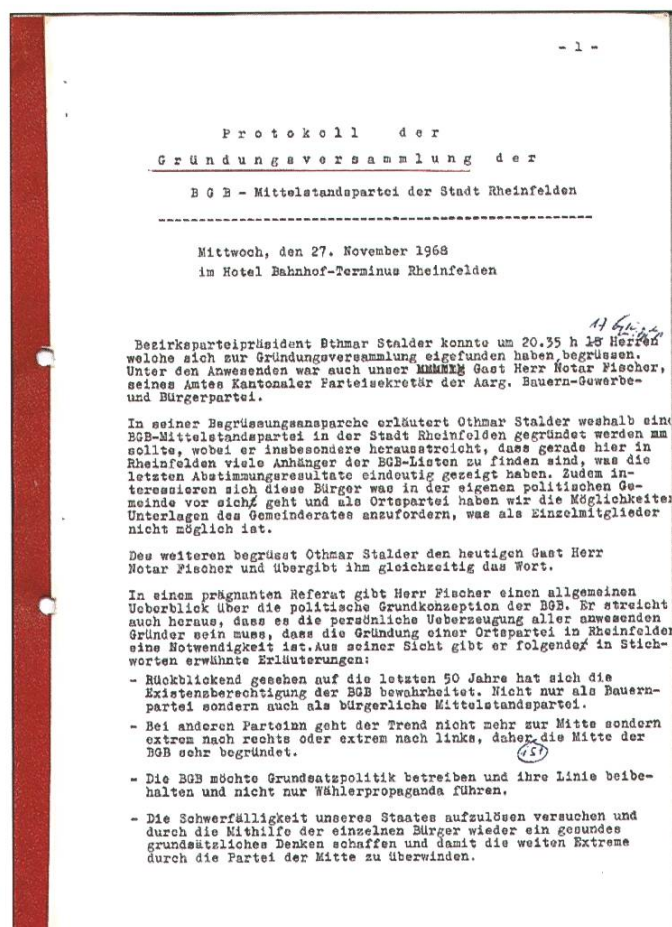 - 1 -
Protokoll der
Gründungsversammlung der
BGB - Mittelstandspartei der Stadt Rheinfelden
Mittwoch, den 27. November 1968
im Hotel Bahnhof-Terminus Rheinfelden
17
Bezirksparteipräsident Othmar Stalder konnte um 20.35 h Herren
welche sich zur Gründungsversammlung eigefunden haben, begrüssen.
Unter den Anwesenden war auch unser Gast Herr Notar Fischer,
seines Amtes Kantonaler Parteisekretär der Aarg. Bauern-Gewerbe-
und Bürgerpartei.
In seiner Begrüssungsansparche erläutert Othmar Stalder weshalb eine
BGB-Mittelstandspartei in der Stadt Rheinfelden gegründet werden mm
sollte, wobei er insbesondere herausstreicht, dass gerade hier in
Rheinfelden viele Anhänger der BGB-Listen zu finden sind, was die
letzten Abstimmungsresultate eindeutig gezeigt haben. Zudem in-
teressieren sich diese Bürger was in der eigenen politischen Ge-
meinde vor sich geht und als Ortspartei haben wir die Möglichkeiten
Unterlagen des Gemeinderates anzufordern, was als Einzelmitglieder
nicht möglich ist.
Des weiteren begrüsst Othmar Stalder den heutigen Gast Herr
Notar Fischer und übergibt ihm gleichzeitig das Wort.
In einem prägnanten Referat gibt Herr Fischer einen allgemeinen
Ueberblick über die politische Grundkonzeption der BGB. Er streicht
auch heraus, dass es die persönliche Ueberzeugung aller anwesenden
Gründer sein muss, dass die Gründung einer Ortspartei in Rheinfelden
eine Notwendigkeit ist.Aus seiner Sicht gibt er folgende in Stich-
worten erwähnte Erläuterungen:
- Rückblickend gesehen auf die letzten 50 Jahre hat sich die
Existensberechtigung der BGB bewahrheitet. Nicht nur als Bauern-
partei sondern auch als bürgerliche Mittelstandspartei.
- Bei anderen Parteinn geht der Trend nicht mehr zur Mitte sondern
extrem nach rechts oder extrem nach links, daher die Mitte der
BGB sehr begründet. ist
- Die BGB möchte Grundsatzpolitik betreiben und ihre Linie beibe-
halten und nicht nur Wählerpropaganda führen.
- Die Schwerfälligkeit unseres Staates aufzulösen versuchen und
durch die Mithilfe der einzelnen Bürger wieder ein gesundes
grundsätzliches Denken schaffen und damit die weiten Extreme
durch die Partei der Mitte zu überwinden.